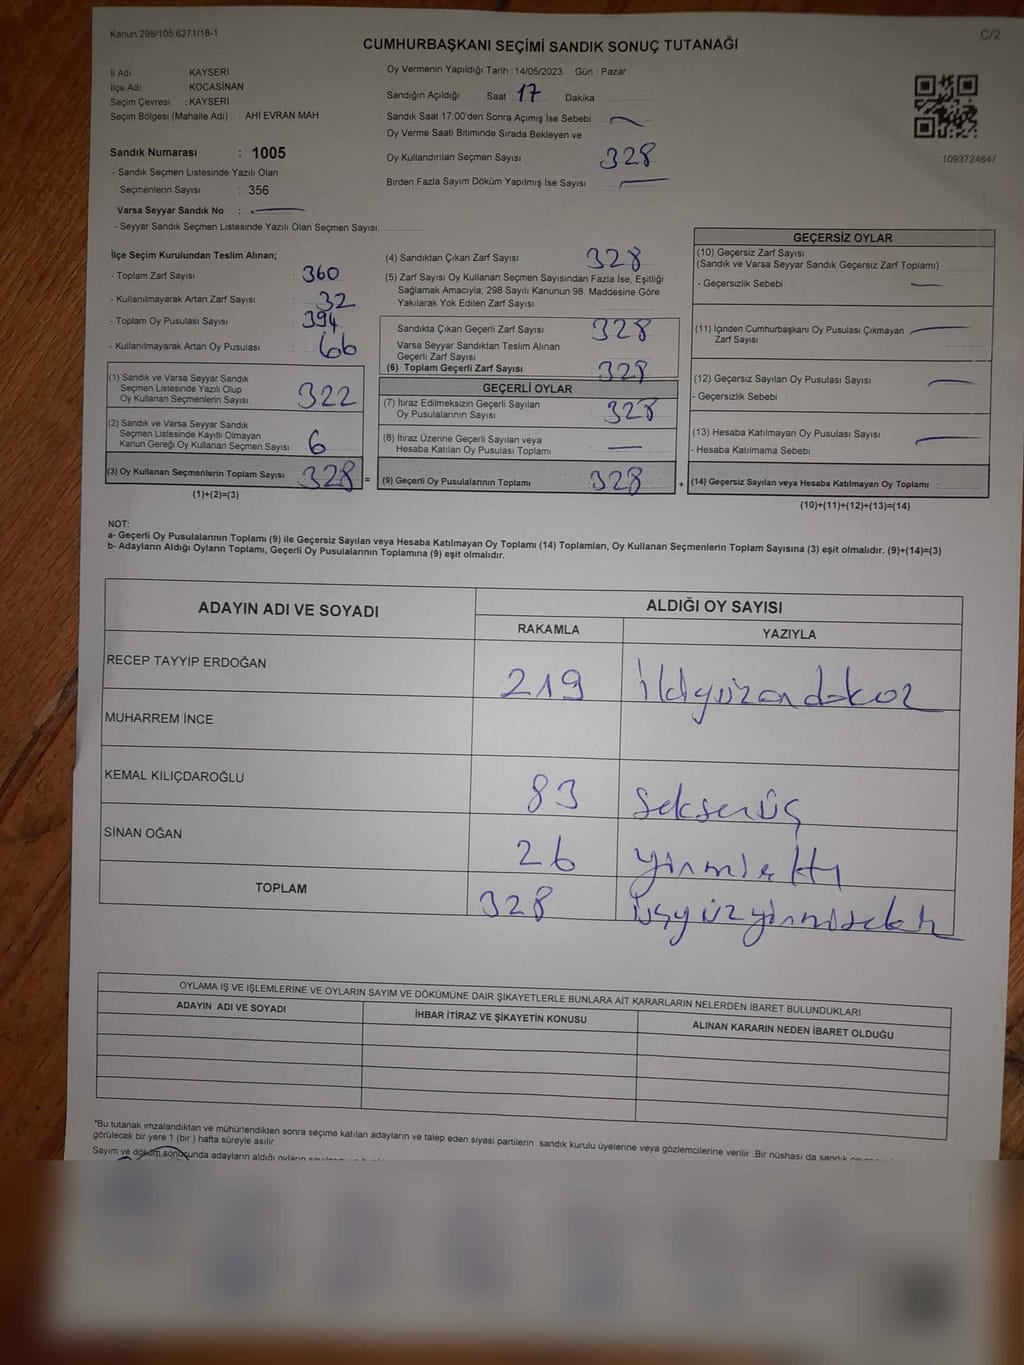 Kanun 298/105;6271/18-1
C/2
CUMHURBAŞKANI SEÇİMİ SANDIK SONUÇ TUTANAĞI
İl Adı : KAYSERİ
İlçe Adı : KOCASİNAN
Seçim Çevresi : KAYSERİ
Seçim Bölgesi (Mahalle Adı) : AHİ EVRAN MAH
Sandık Numarası : 1005
- Sandık Seçmen Listesinde Yazılı Olan
Seçmenlerin Sayısı : 356
Varsa Seyyar Sandık No :
- Seyyar Sandık Seçmen Listesinde Yazılı Olan Seçmen Sayısı:
Oy Vermenin Yapıldığı Tarih : 14/05/2023 Gün : Pazar
Sandığın Açıldığı Saat : 17 Dakika :
Sandık Saat 17:00'den Sonra Açılmış İse Sebebi :
Oy Verme Saati Bitiminde Sırada Bekleyen ve
Oy Kullandırılan Seçmen Sayısı 328
Birden Fazla Sayım Döküm Yapılmış İse Sayısı :
109372484/
İlçe Seçim Kurulundan Teslim Alınan;
- Toplam Zarf Sayısı : 360
- Kullanılmayarak Artan Zarf Sayısı : 32
- Toplam Oy Pusulası Sayısı : 394
- Kullanılmayarak Artan Oy Pusulası : 66
(1) Sandık ve Varsa Seyyar Sandık
Seçmen Listesinde Yazılı Olup
Oy Kullanan Seçmenlerin Sayısı : 322
(2) Sandık ve Varsa Seyyar Sandık
Seçmen Listesinde Kayıtlı Olmayan
Kanun Gereği Oy Kullanan Seçmen Sayısı : 6
(3) Oy Kullanan Seçmenlerin Toplam Sayısı : 328 =
(1)+(2)=(3)
(4) Sandıktan Çıkan Zarf Sayısı : 328
(5) Zarf Sayısı Oy Kullanan Seçmen Sayısından Fazla İse, Eşitliği
Sağlamak Amacıyla; 298 Sayılı Kanunun 98. Maddesine Göre
Yakılarak Yok Edilen Zarf Sayısı :
Sandıkta Çıkan Geçerli Zarf Sayısı : 328
Varsa Seyyar Sandıktan Teslim Alınan
Geçerli Zarf Sayısı :
(6) Toplam Geçerli Zarf Sayısı : 328
GEÇERLİ OYLAR
(7) İtiraz Edilmeksizin Geçerli Sayılan
Oy Pusulalarının Sayısı : 328
(8) İtiraz Üzerine Geçerli Sayılan veya
Hesaba Katılan Oy Pusulası Toplamı :
(9) Geçerli Oy Pusulalarının Toplamı : 328 +
GEÇERSİZ OYLAR
(10) Geçersiz Zarf Sayısı
(Sandık ve Varsa Seyyar Sandık Geçersiz Zarf Toplamı) :
- Geçersizlik Sebebi :
(11) İçinden Cumhurbaşkanı Oy Pusulası Çıkmayan
Zarf Sayısı :
(12) Geçersiz Sayılan Oy Pusulası Sayısı :
- Geçersizlik Sebebi :
(13) Hesaba Katılmayan Oy Pusulası Sayısı :
- Hesaba Katılmama Sebebi :
(14) Geçersiz Sayılan veya Hesaba Katılmayan Oy Toplamı :
(10)+(11)+(12)+(13)=(14)
NOT:
a- Geçerli Oy Pusulalarının Toplamı (9) ile Geçersiz Sayılan veya Hesaba Katılmayan Oy Toplamı (14) Toplamları, Oy Kullanan Seçmenlerin Toplam Sayısına (3) eşit olmalıdır. (9)+(14)=(3)
b- Adayların Aldığı Oyların Toplamı, Geçerli Oy Pusulalarının Toplamına (9) eşit olmalıdır.
ADAYIN ADI VE SOYADI
ALDIĞI OY SAYISI
RAKAMLA YAZIYLA
RECEP TAYYİP ERDOĞAN 219 ikiyüzondokuz
MUHARREM İNCE
KEMAL KILIÇDAROĞLU 83 seksenüç
SİNAN OĞAN 26 yirmialtı
TOPLAM 328 üçyüzyirmisekiz
OYLAMA İŞ VE İŞLEMLERİNE VE OYLARIN SAYIM VE DÖKÜMÜNE DAİR ŞİKAYETLERLE BUNLARA AİT KARARLARIN NELERDEN İBARET BULUNDUKLARI
ADAYIN ADI VE SOYADI İHBAR İTİRAZ VE ŞİKAYETİN KONUSU ALINAN KARARIN NEDEN İBARET OLDUĞU
*Bu tutanak imzalandıktan ve mühürlendikten sonra seçime katılan adayların ve talep eden siyasi partilerin sandık kurulu üyelerine veya gözlemcilerine verilir. Bir nüshası da sandık
görülecek bir yere 1 (bir ) hafta süreyle asılır.
Sayım ve döküm sonucunda adayların aldığı oyların